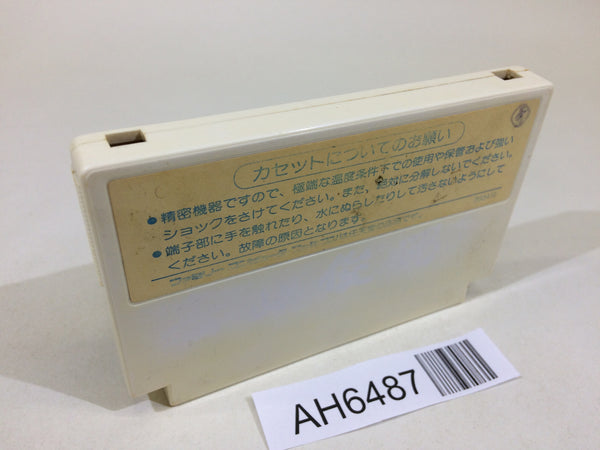 カセットについてのお願い
●精密機器ですので、極端な温度条件下での使用や保管および強い
ショックをさけてください。また、絶対に分解しないでください。
●端子部に手を触れたり、水にぬらしたりして汚さないようにして
ください。故障の原因となります。
AH6487